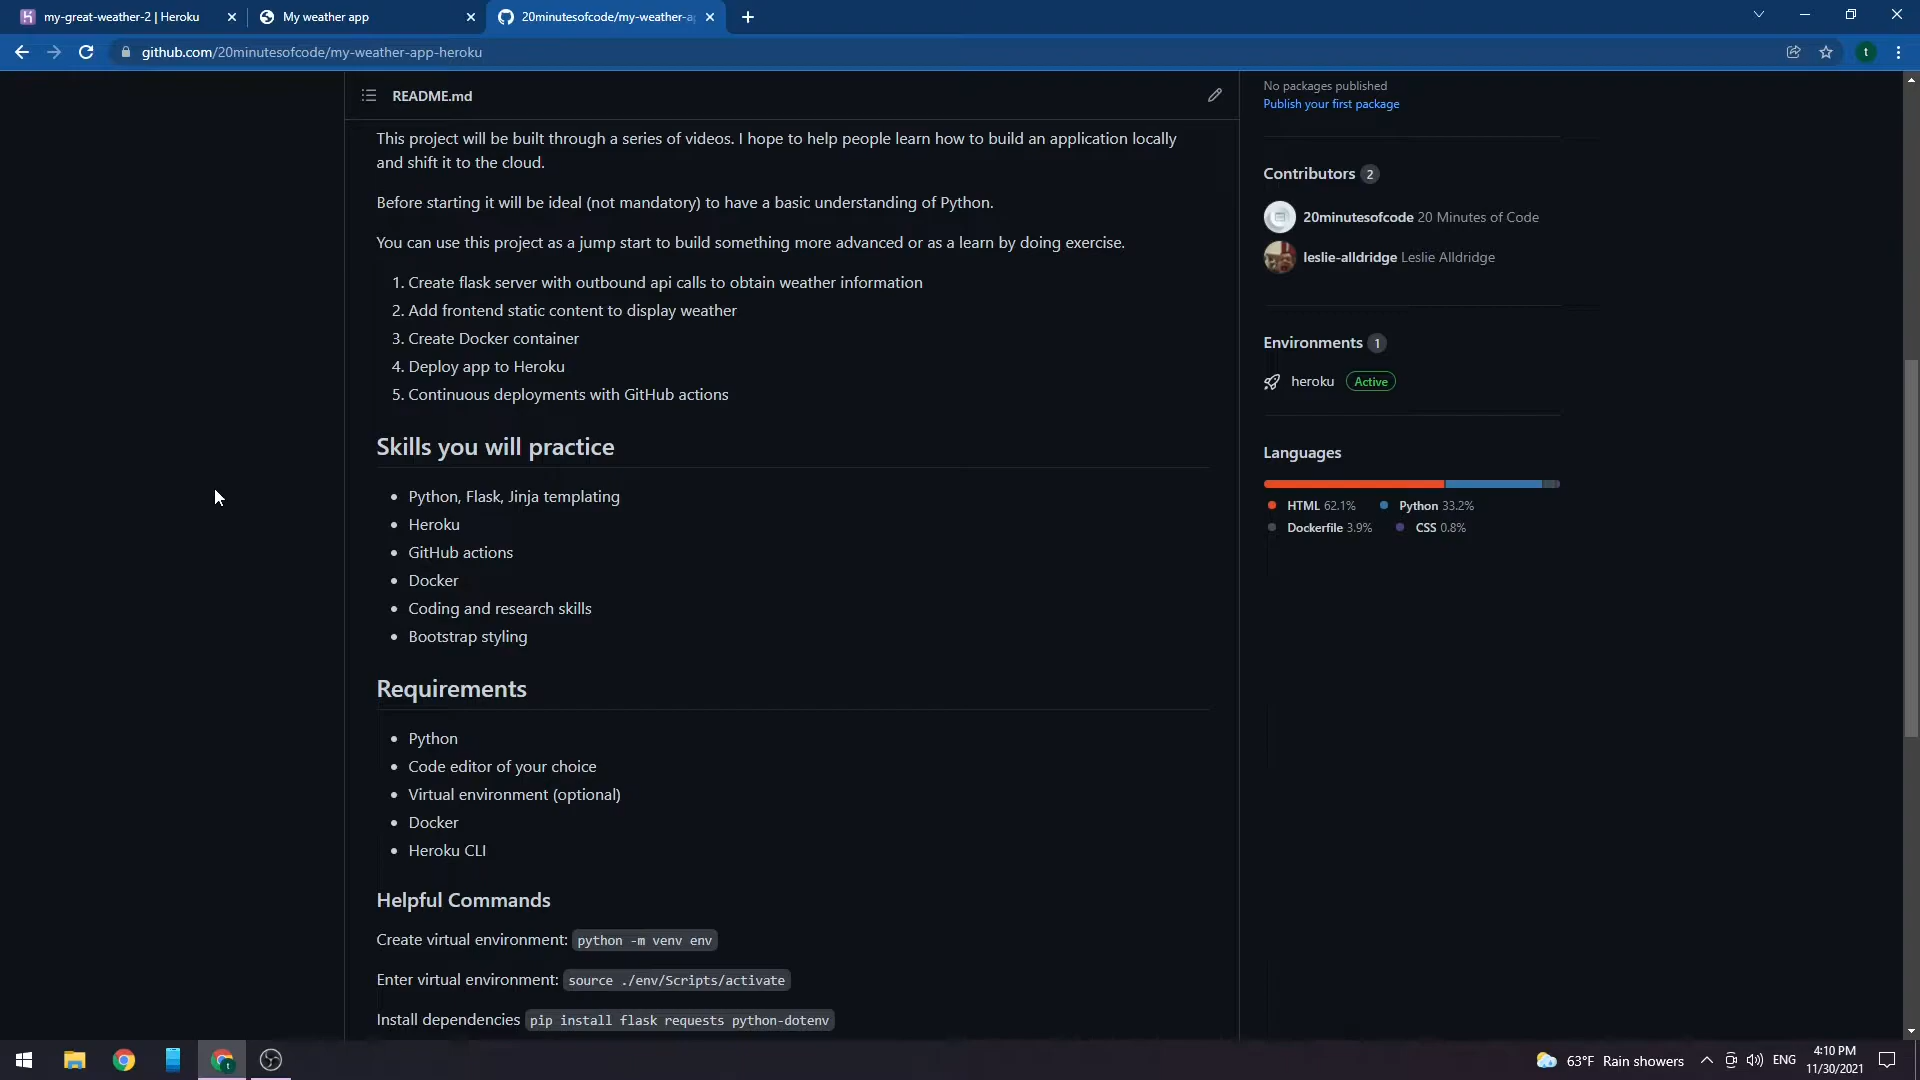 my-great-weather-2 | Heroku
My weather app
20minutesofcode/my-weather-a
github.com/20minutesofcode/my-weather-app-heroku
t
README.md
This project will be built through a series of videos. I hope to help people learn how to build an application locally
and shift it to the cloud.
Before starting it will be ideal (not mandatory) to have a basic understanding of Python.
You can use this project as a jump start to build something more advanced or as a learn by doing exercise.
1. Create flask server with outbound api calls to obtain weather information
2. Add frontend static content to display weather
3. Create Docker container
4. Deploy app to Heroku
5. Continuous deployments with GitHub actions
Skills you will practice
• Python, Flask, Jinja templating
• Heroku
• GitHub actions
• Docker
• Coding and research skills
• Bootstrap styling
Requirements
• Python
• Code editor of your choice
• Virtual environment (optional)
• Docker
• Heroku CLI
Helpful Commands
Create virtual environment: python -m venv env
Enter virtual environment: source ./env/Scripts/activate
Install dependencies pip install flask requests python-dotenv
No packages published
Publish your first package
Contributors 2
20minutesofcode 20 Minutes of Code
leslie-alldridge Leslie Alldridge
Environments 1
heroku Active
Languages
HTML 62.1% Python 33.2%
Dockerfile 3.9% CSS 0.8%
63°F Rain showers
ENG
4:10 PM
11/30/2021